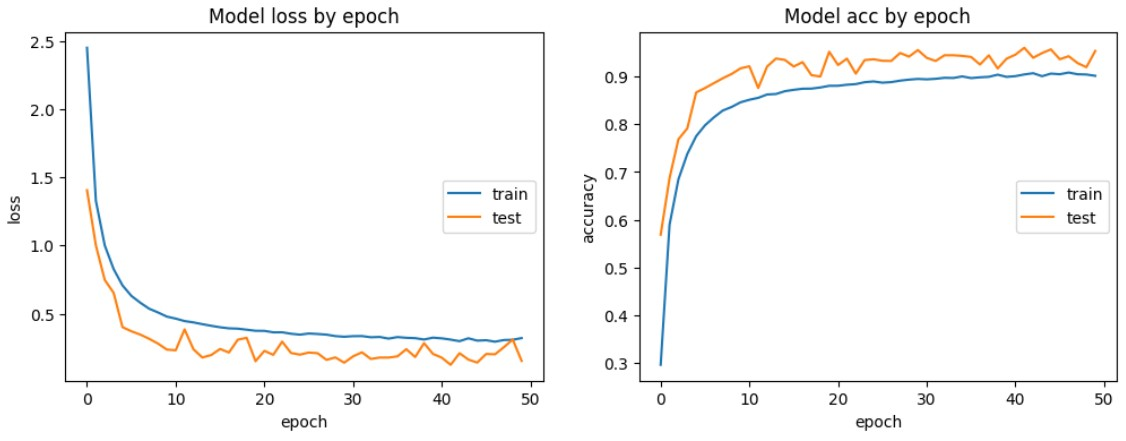 Model loss by epoch
2.5
2.0
1.5
1.0
0.5
loss
train
test
0 10 20 30 40 50
epoch
Model acc by epoch
0.9
0.8
0.7
0.6
0.5
0.4
0.3
accuracy
train
test
0 10 20 30 40 50
epoch